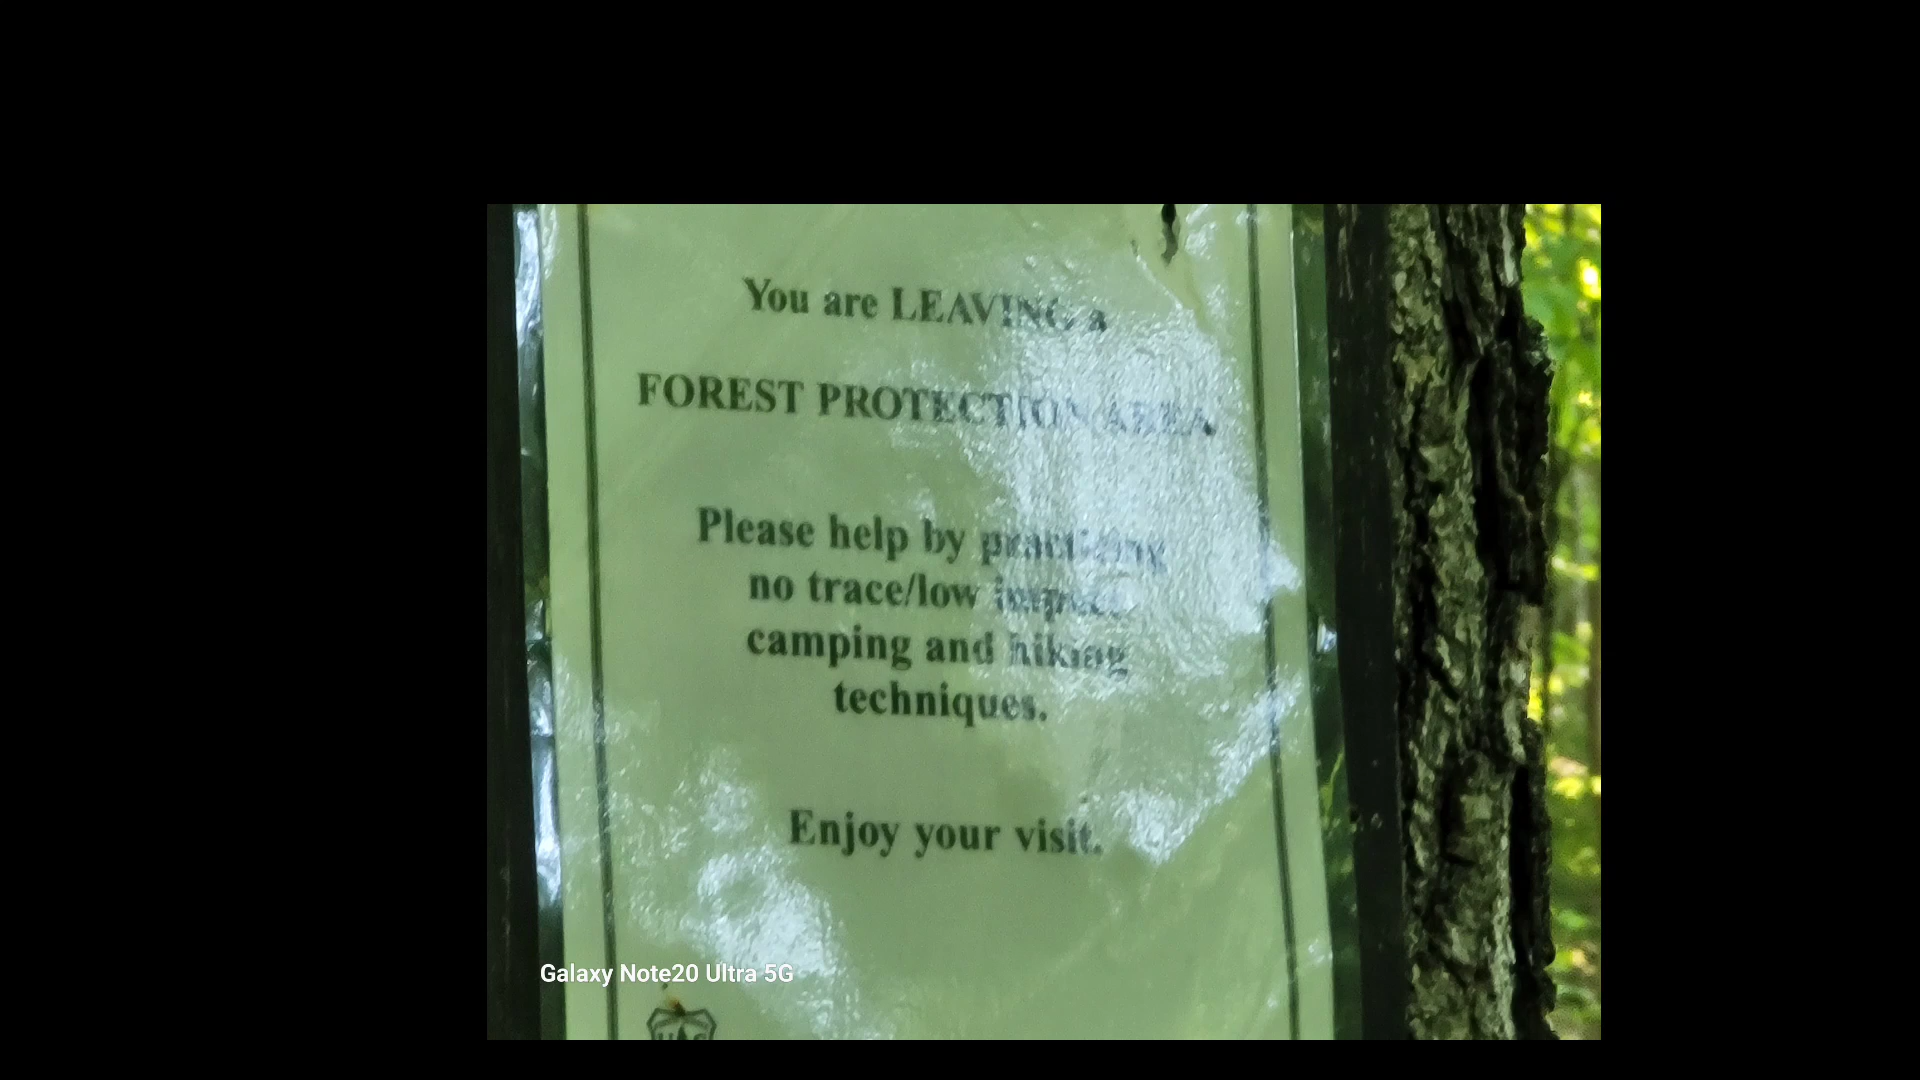 You are LEAVING a
FOREST PROTECTION AREA
Please help by practicing
no trace/low impact
camping and hiking
techniques.
Enjoy your visit.
Galaxy Note20 Ultra 5G